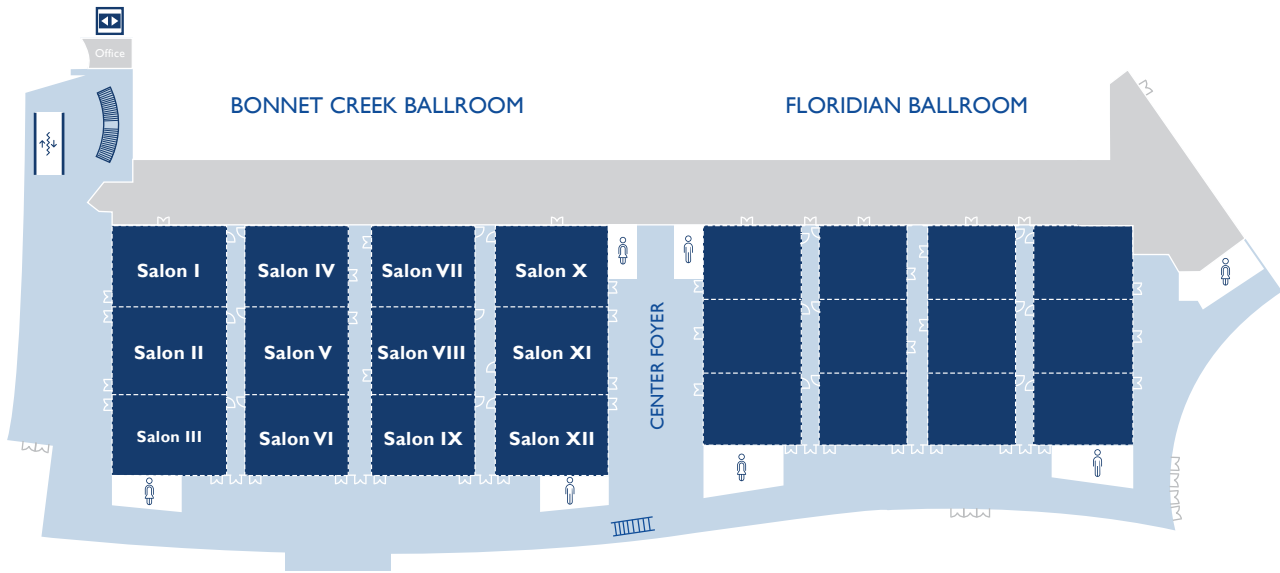 Office
BONNET CREEK BALLROOM
FLORIDIAN BALLROOM
Salon I
Salon IV
Salon VII
Salon X
Salon II
Salon V
Salon VIII
Salon XI
Salon III
Salon VI
Salon IX
Salon XII
CENTER FOYER